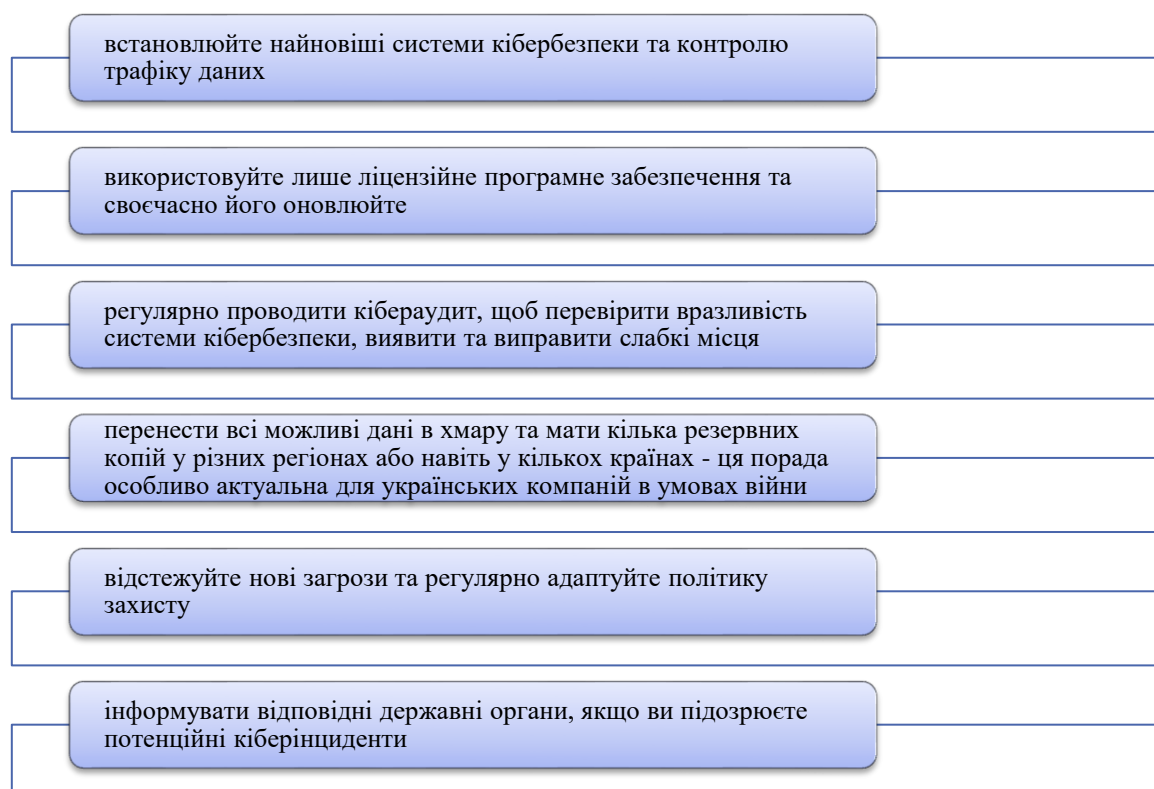 встановлюйте найновіші системи кібербезпеки та контролю
трафіку даних
використовуйте лише ліцензійне програмне забезпечення та
своєчасно його оновлюйте
регулярно проводити кібераудит, щоб перевірити вразливість
системи кібербезпеки, виявити та виправити слабкі місця
перенести всі можливі дані в хмару та мати кілька резервних
копій у різних регіонах або навіть у кількох країнах - ця порада
особливо актуальна для українських компаній в умовах війни
відстежуйте нові загрози та регулярно адаптуйте політику
захисту
інформувати відповідні державні органи, якщо ви підозрюєте
потенційні кіберінциденти